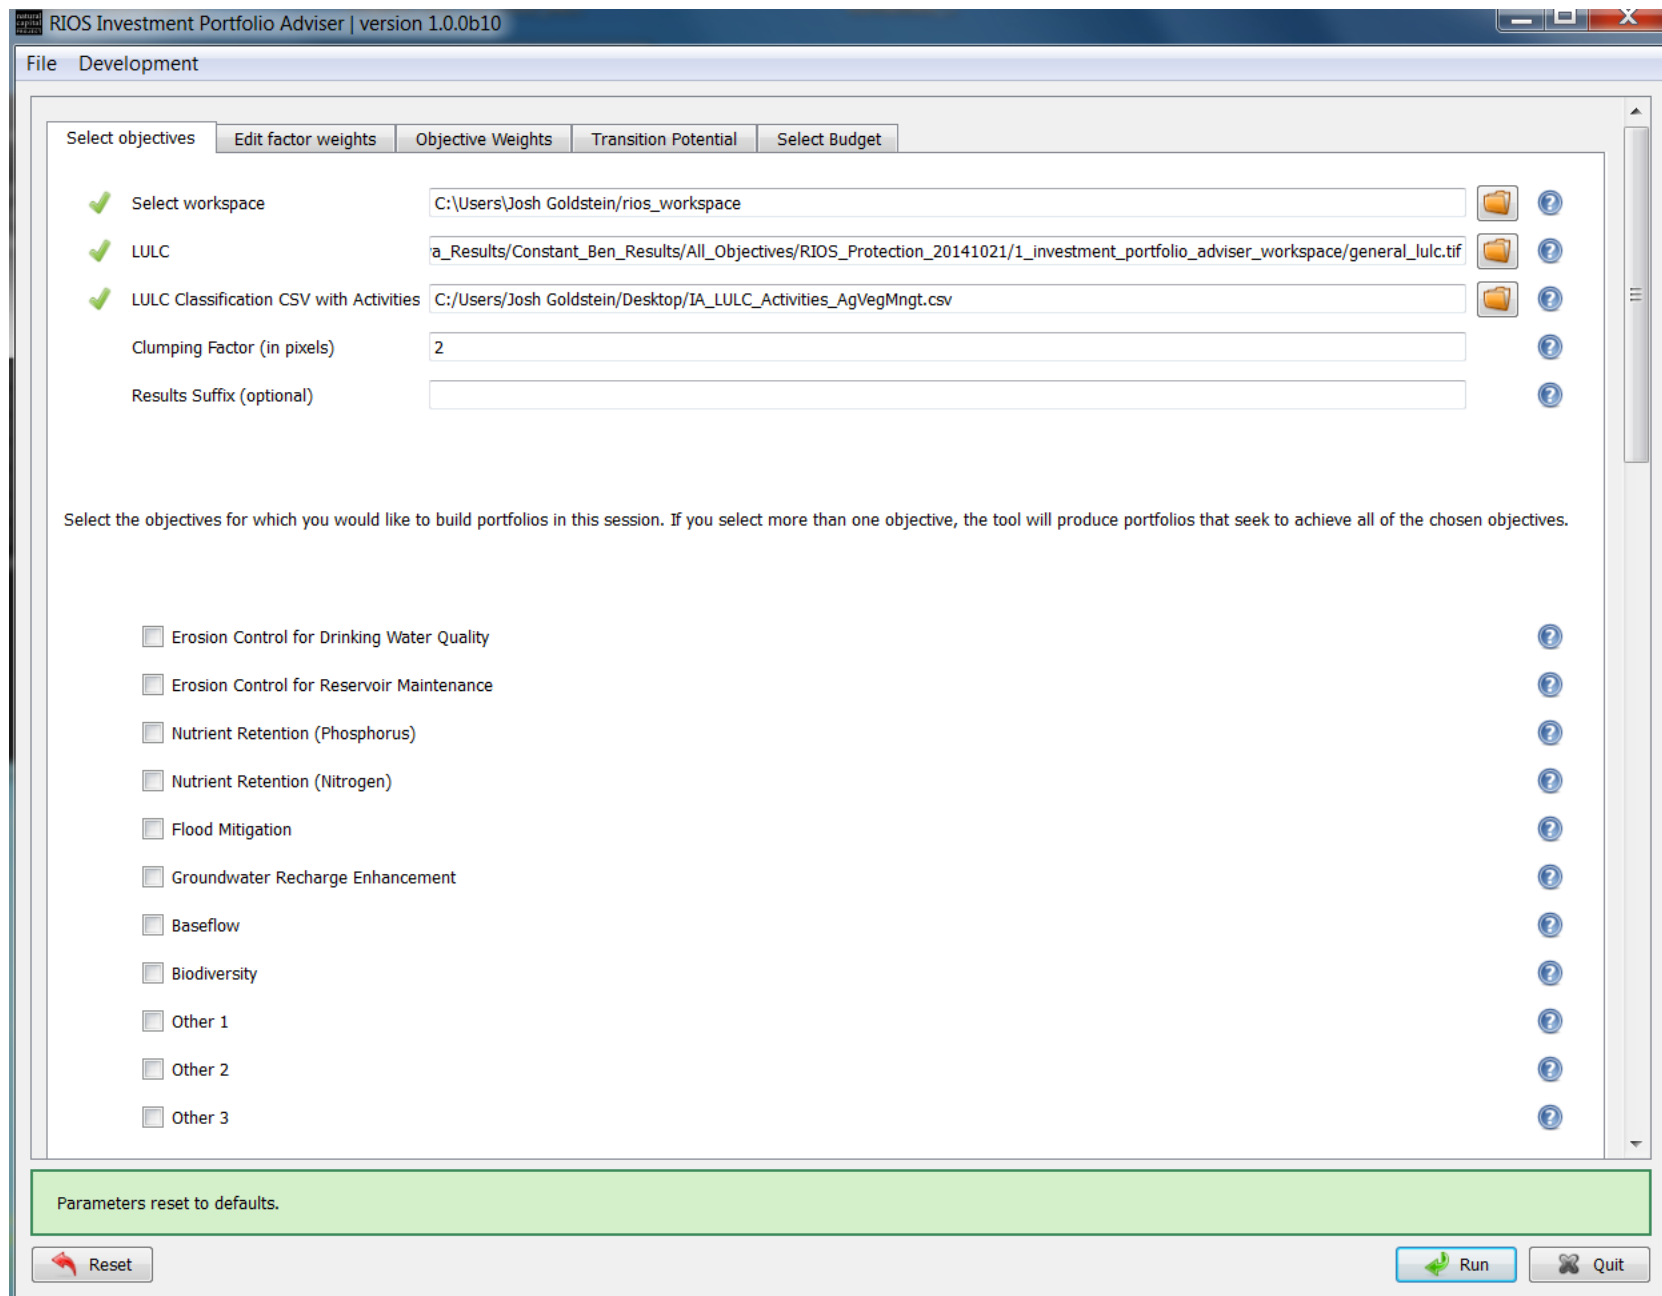 natural capital PROJECT RIOS Investment Portfolio Adviser | version 1.0.0b10
File Development
Select objectives Edit factor weights Objective Weights Transition Potential Select Budget
Select workspace C:\Users\Josh Goldstein/rios_workspace
LULC ra_Results/Constant_Ben_Results/All_Objectives/RIOS_Protection_20141021/1_investment_portfolio_adviser_workspace/general_lulc.tif
LULC Classification CSV with Activities C:/Users/Josh Goldstein/Desktop/IA_LULC_Activities_AgVegMngt.csv
Clumping Factor (in pixels) 2
Results Suffix (optional)
Select the objectives for which you would like to build portfolios in this session. If you select more than one objective, the tool will produce portfolios that seek to achieve all of the chosen objectives.
Erosion Control for Drinking Water Quality
Erosion Control for Reservoir Maintenance
Nutrient Retention (Phosphorus)
Nutrient Retention (Nitrogen)
Flood Mitigation
Groundwater Recharge Enhancement
Baseflow
Biodiversity
Other 1
Other 2
Other 3
Parameters reset to defaults.
Reset Run Quit